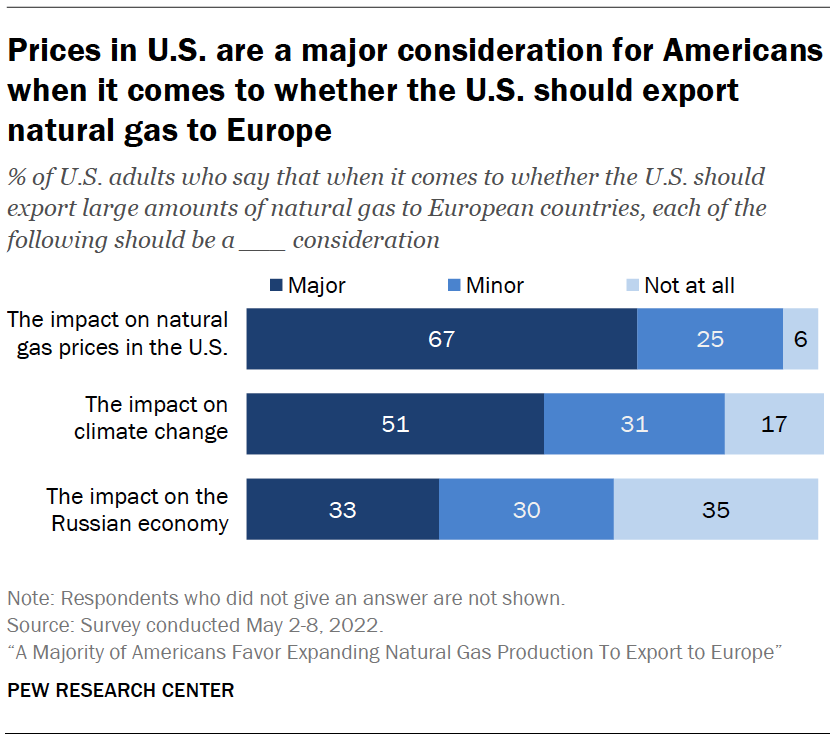 Prices in U.S. are a major consideration for Americans
when it comes to whether the U.S. should export
natural gas to Europe
% of U.S. adults who say that when it comes to whether the U.S. should
export large amounts of natural gas to European countries, each of the
following should be a ___ consideration
Major Minor Not at all
The impact on natural
gas prices in the U.S.
67 25 6
The impact on
climate change
51 31 17
The impact on the
Russian economy
33 30 35
Note: Respondents who did not give an answer are not shown.
Source: Survey conducted May 2-8, 2022.
“A Majority of Americans Favor Expanding Natural Gas Production To Export to Europe”
PEW RESEARCH CENTER